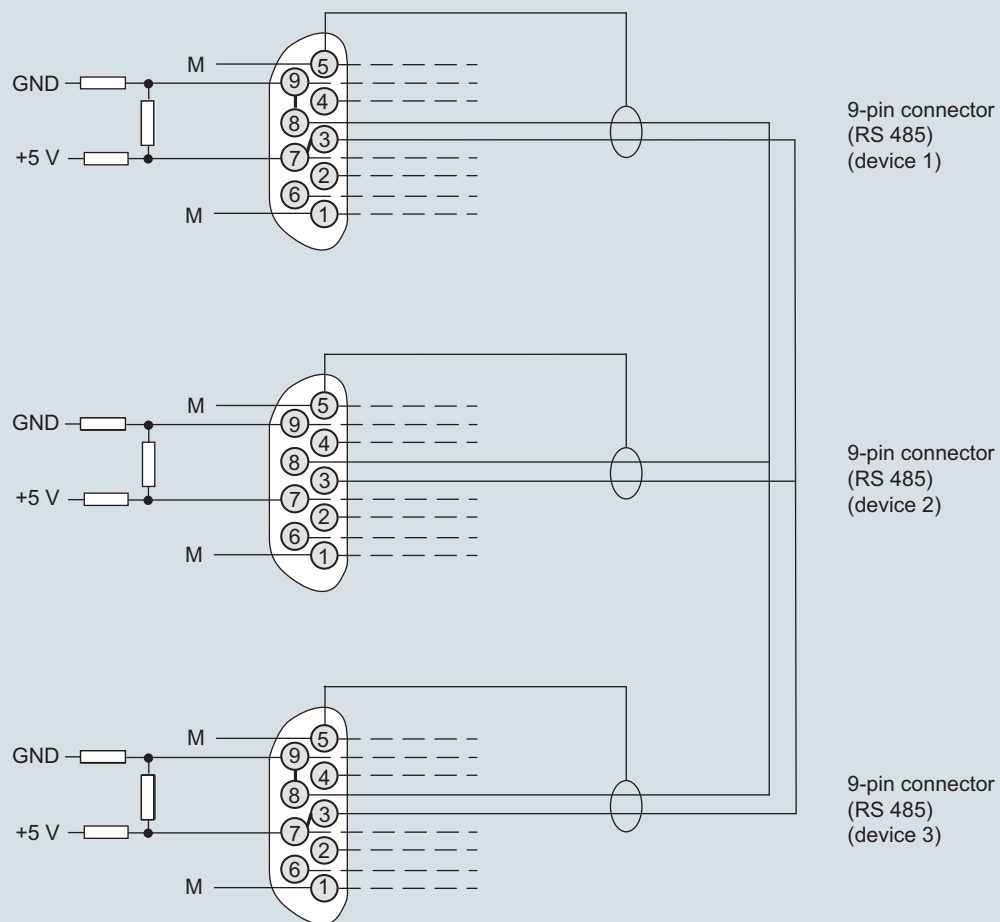 M
5
GND
9
4
8
3
9-pin connector
(RS 485)
(device 1)
+5 V
7
2
6
M
1
M
5
GND
9
4
8
3
9-pin connector
(RS 485)
(device 2)
+5 V
7
2
6
M
1
M
5
GND
9
4
8
3
9-pin connector
(RS 485)
(device 3)
+5 V
7
2
6
M
1